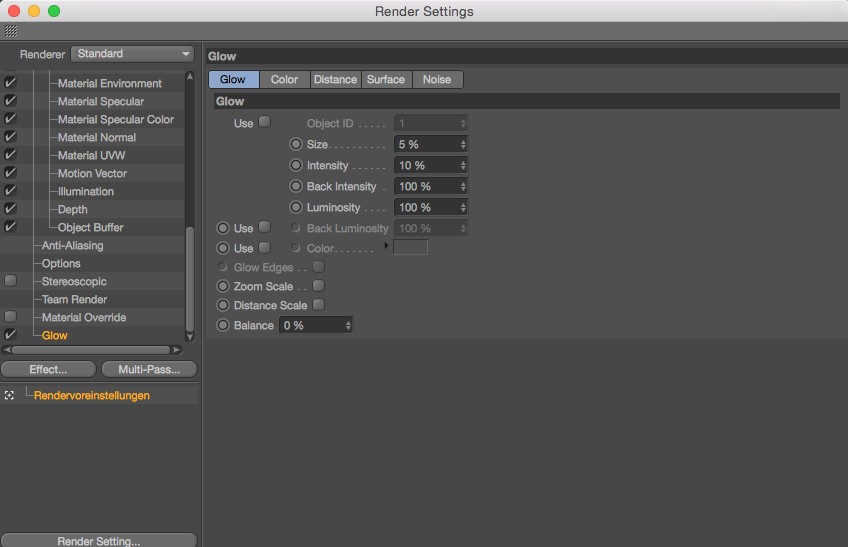 Render Settings
Renderer Standard
Material Environment
Material Specular
Material Specular Color
Material Normal
Material UVW
Motion Vector
Illumination
Depth
Object Buffer
Anti-Aliasing
Options
Stereoscopic
Team Render
Material Override
Glow
Effect...
Multi-Pass...
Rendervoreinstellungen
Render Setting...
Glow
Glow Color Distance Surface Noise
Glow
Use Object ID ..... 1
Size.......... 5 %
Intensity ...... 10 %
Back Intensity . 100 %
Luminosity .... 100 %
Use Back Luminosity 100 %
Use Color.......
Glow Edges ..
Zoom Scale ..
Distance Scale
Balance 0 %